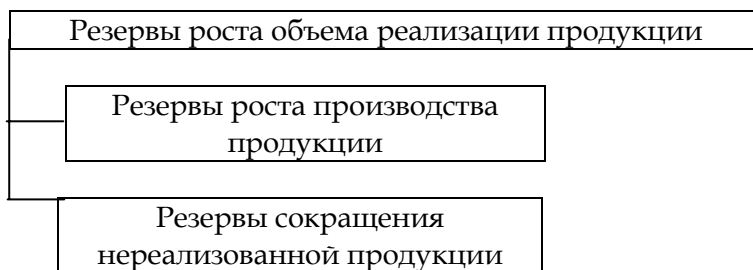 Резервы роста объема реализации продукции
Резервы роста производства
продукции
Резервы сокращения
нереализованной продукции